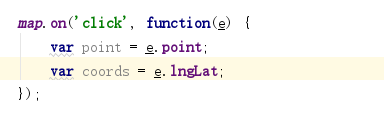 map.on('click', function(e) {
    var point = e.point;
    var coords = e.lngLat;
});